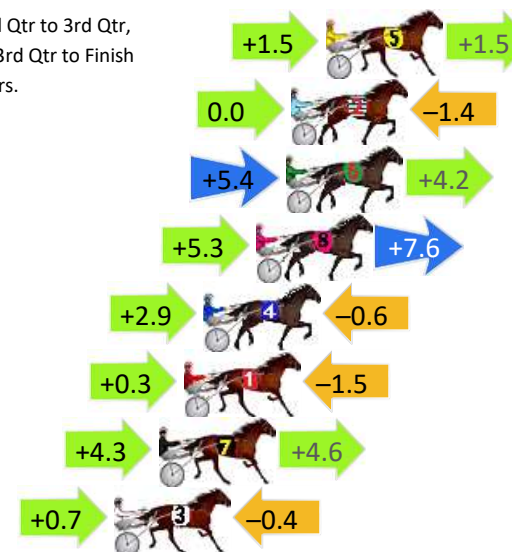 Qtr to 3rd Qtr,
3rd Qtr to Finish
rs.
+1.5 5 +1.5
0.0 –1.4
+5.4 6 +4.2
+5.3 8 +7.6
+2.9 4 –0.6
+0.3 1 –1.5
+4.3 7 +4.6
+0.7 3 –0.4